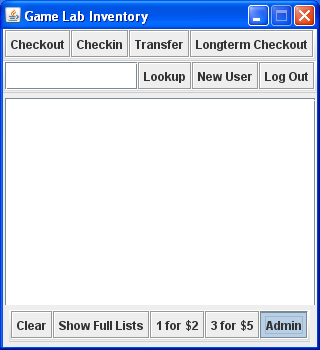 Game Lab Inventory
Checkout Checkin Transfer Longterm Checkout
Lookup New User Log Out
Clear Show Full Lists 1 for $2 3 for $5 Admin